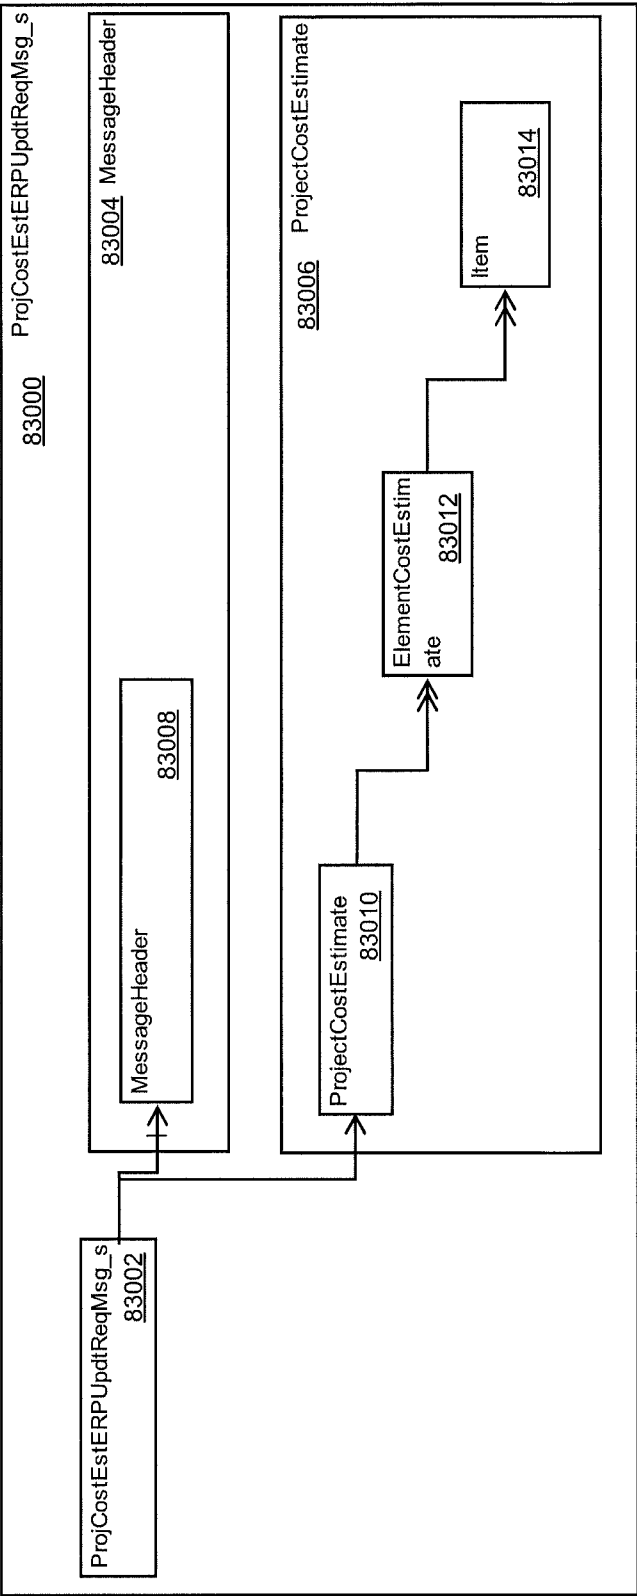 83000 ProjCostEstERPUpdtReqMsg_s
ProjCostEstERPUpdtReqMsg_s
83002
83004 MessageHeader
MessageHeader
83008
83006 ProjectCostEstimate
ProjectCostEstimate
83010
ElementCostEstim
ate
83012
Item
83014